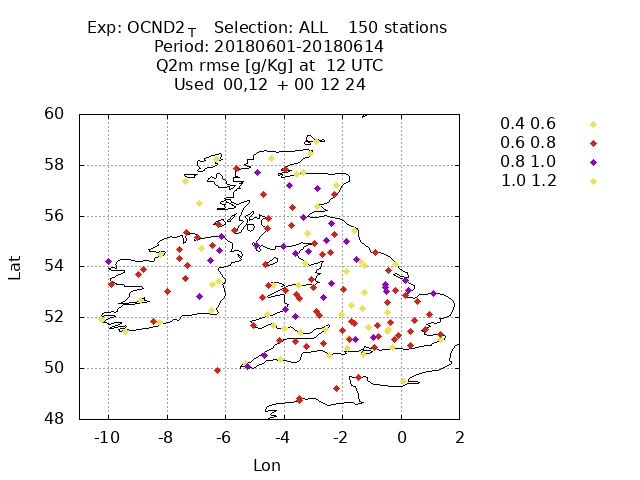 Exp: OCND2_T   Selection: ALL    150 stations
Period: 20180601-20180614
Q2m rmse [g/Kg] at  12 UTC
Used  00,12  + 00 12 24
0.4 0.6
0.6 0.8
0.8 1.0
1.0 1.2
60
58
56
54
52
50
48
Lat
-10 -8 -6 -4 -2 0 2
Lon